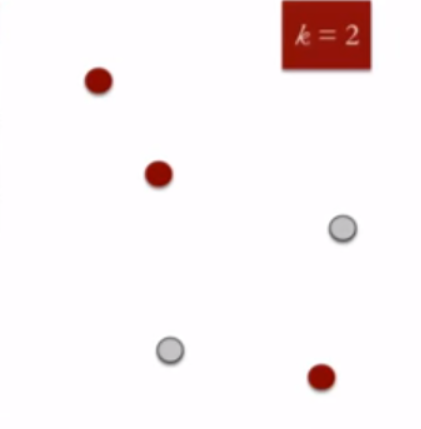 k = 2